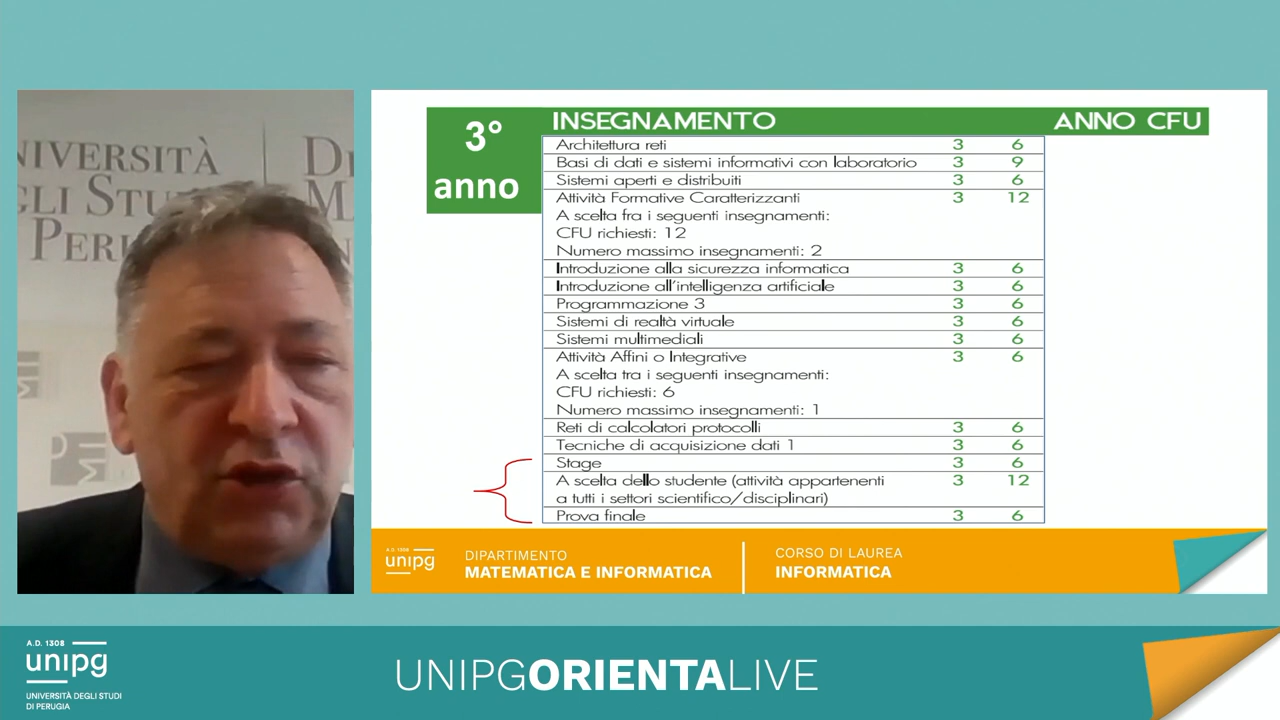 NIVERSITÀ
GLI STU
PERU
3°
anno
INSEGNAMENTO ANNO CFU
Architettura reti 3 6
Basi di dati e sistemi informativi con laboratorio 3 9
Sistemi aperti e distribuiti 3 6
Attività Formative Caratterizzanti 3 12
A scelta fra i seguenti insegnamenti:
CFU richiesti: 12
Numero massimo insegnamenti: 2
Introduzione alla sicurezza informatica 3 6
Introduzione all'intelligenza artificiale 3 6
Programmazione 3 3 6
Sistemi di realtà virtuale 3 6
Sistemi multimediali 3 6
Attività Affini o Integrative 3 6
A scelta tra i seguenti insegnamenti:
CFU richiesti: 6
Numero massimo insegnamenti: 1
Reti di calcolatori protocolli 3 6
Tecniche di acquisizione dati 1 3 6
Stage 3 6
A scelta dello studente (attività appartenenti 3 12
a tutti i settori scientifico/disciplinari)
Prova finale 3 6
A.D. 1308
unipg
DIPARTIMENTO
MATEMATICA E INFORMATICA
CORSO DI LAUREA
INFORMATICA
A.D. 1308
unipg
UNIVERSITÀ DEGLI STUDI
DI PERUGIA
UNIPGORIENTALIVE